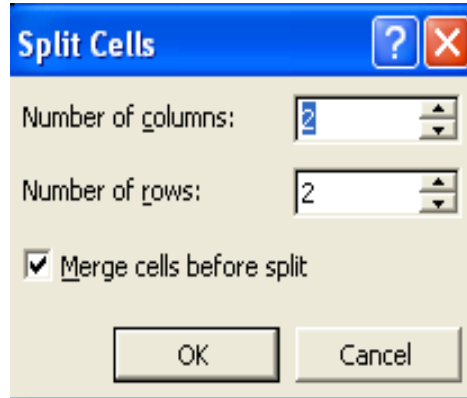 Split Cells ?
Number of columns: 2
Number of rows: 2
Merge cells before split
OK Cancel